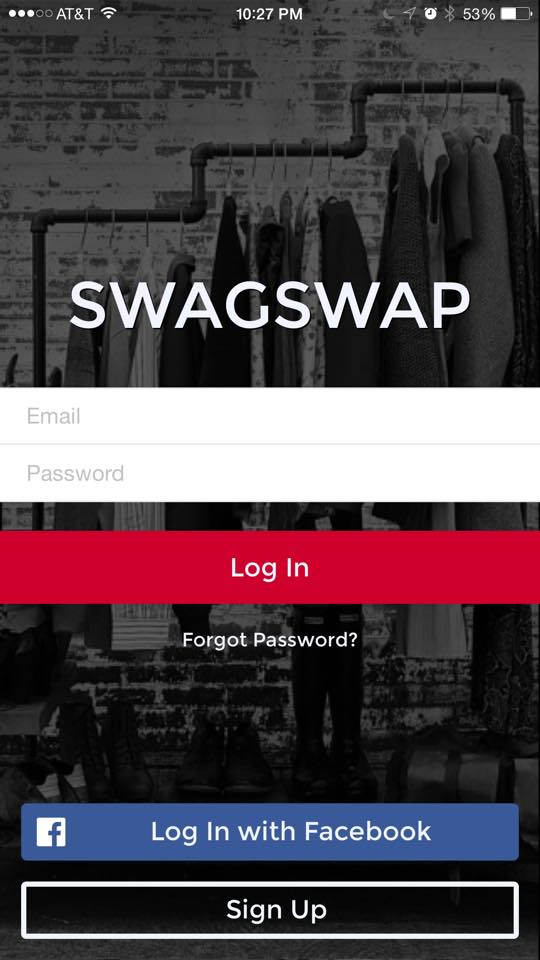 AT&T 10:27 PM 53%
SWAGSWAP
Email
Password
Log In
Forgot Password?
Log In with Facebook
Sign Up